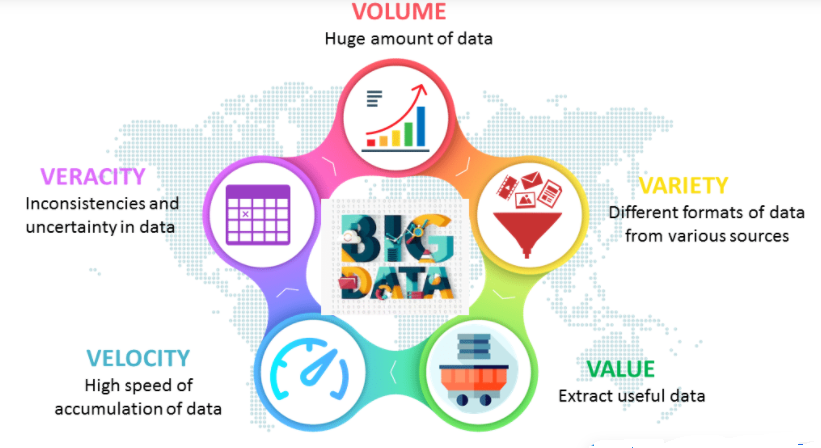 VOLUME
Huge amount of data
VERACITY
Inconsistencies and
uncertainty in data
VARIETY
Different formats of data
from various sources
BIG
DATA
VELOCITY
High speed of
accumulation of data
VALUE
Extract useful data